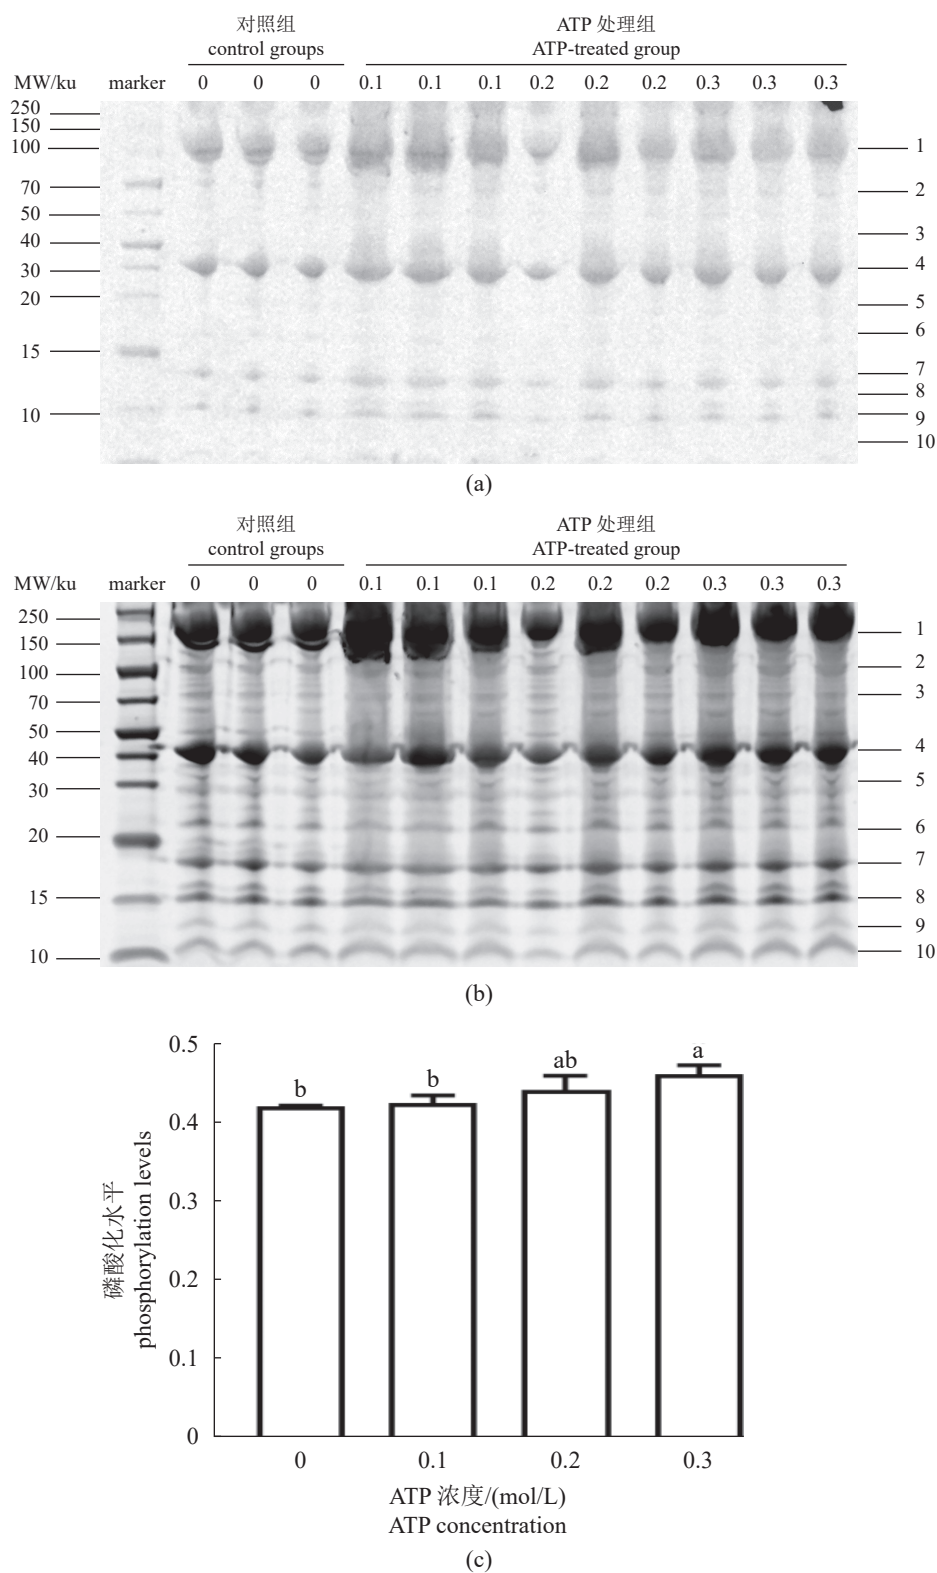 对照组 ATP 处理组
control groups ATP-treated group
MW/ku marker 0 0 0 0.1 0.1 0.1 0.2 0.2 0.2 0.3 0.3 0.3
250
150
100 1
70 2
50
40 3
30 4
20 5
6
15
7
8
10 9
10
(a)
对照组 ATP 处理组
control groups ATP-treated group
MW/ku marker 0 0 0 0.1 0.1 0.1 0.2 0.2 0.2 0.3 0.3 0.3
250
150 1
100 2
70 3
50
40 4
30 5
20 6
7
15 8
9
10 10
(b)
磷酸化水平
phosphorylation levels
0.5
0.4
0.3
0.2
0.1
0
b b ab a
0 0.1 0.2 0.3
ATP 浓度/(mol/L)
ATP concentration
(c)